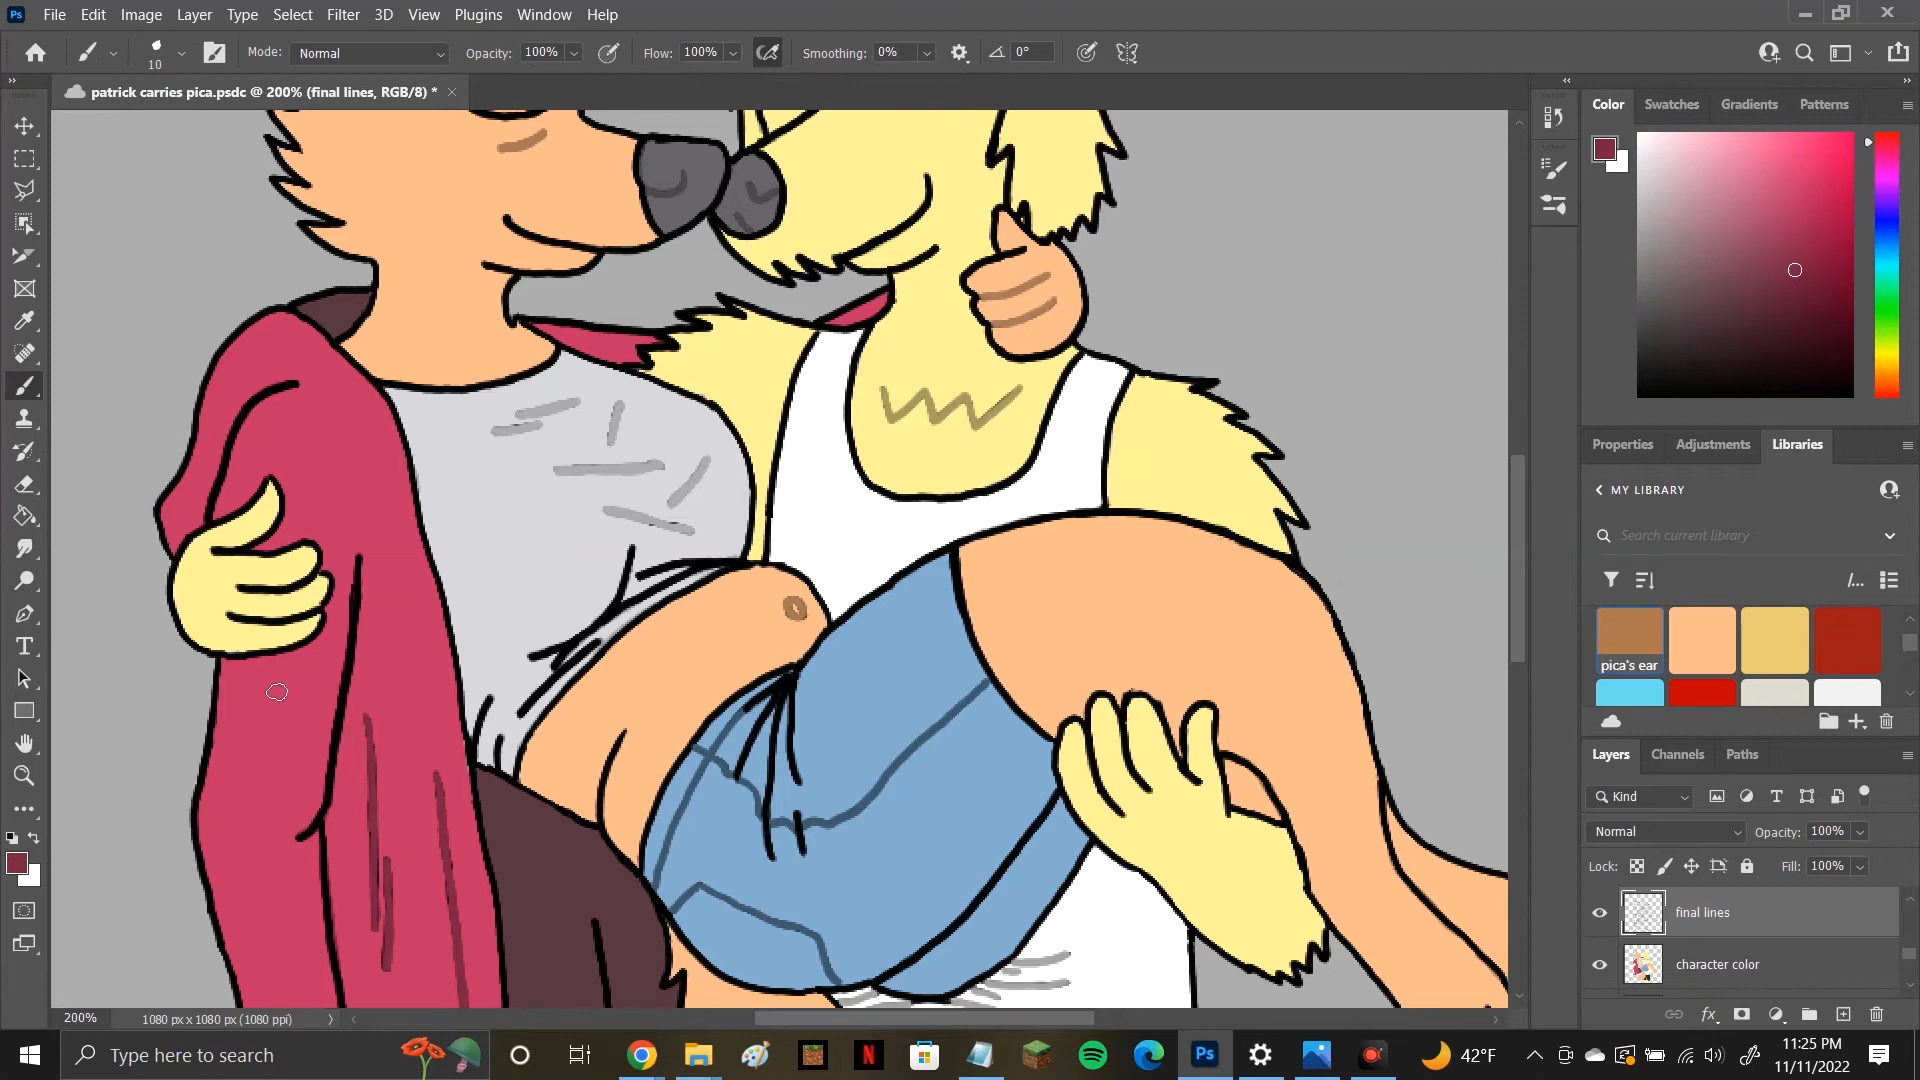 Ps File Edit Image Layer Type Select Filter 3D View Plugins Window Help
10 Mode: Normal Opacity: 100% Flow: 100% Smoothing: 0% 0°
patrick carries pica.psdc @ 200% (final lines, RGB/8) *
Color Swatches Gradients Patterns
Properties Adjustments Libraries
MY LIBRARY
Search current library
/...
pica's ear
Layers Channels Paths
Kind
Normal Opacity: 100%
Lock: Fill: 100%
final lines
character color
fx
200% 1080 px x 1080 px (1080 ppi)
Type here to search
N
Ps
42°F
11:25 PM
11/11/2022